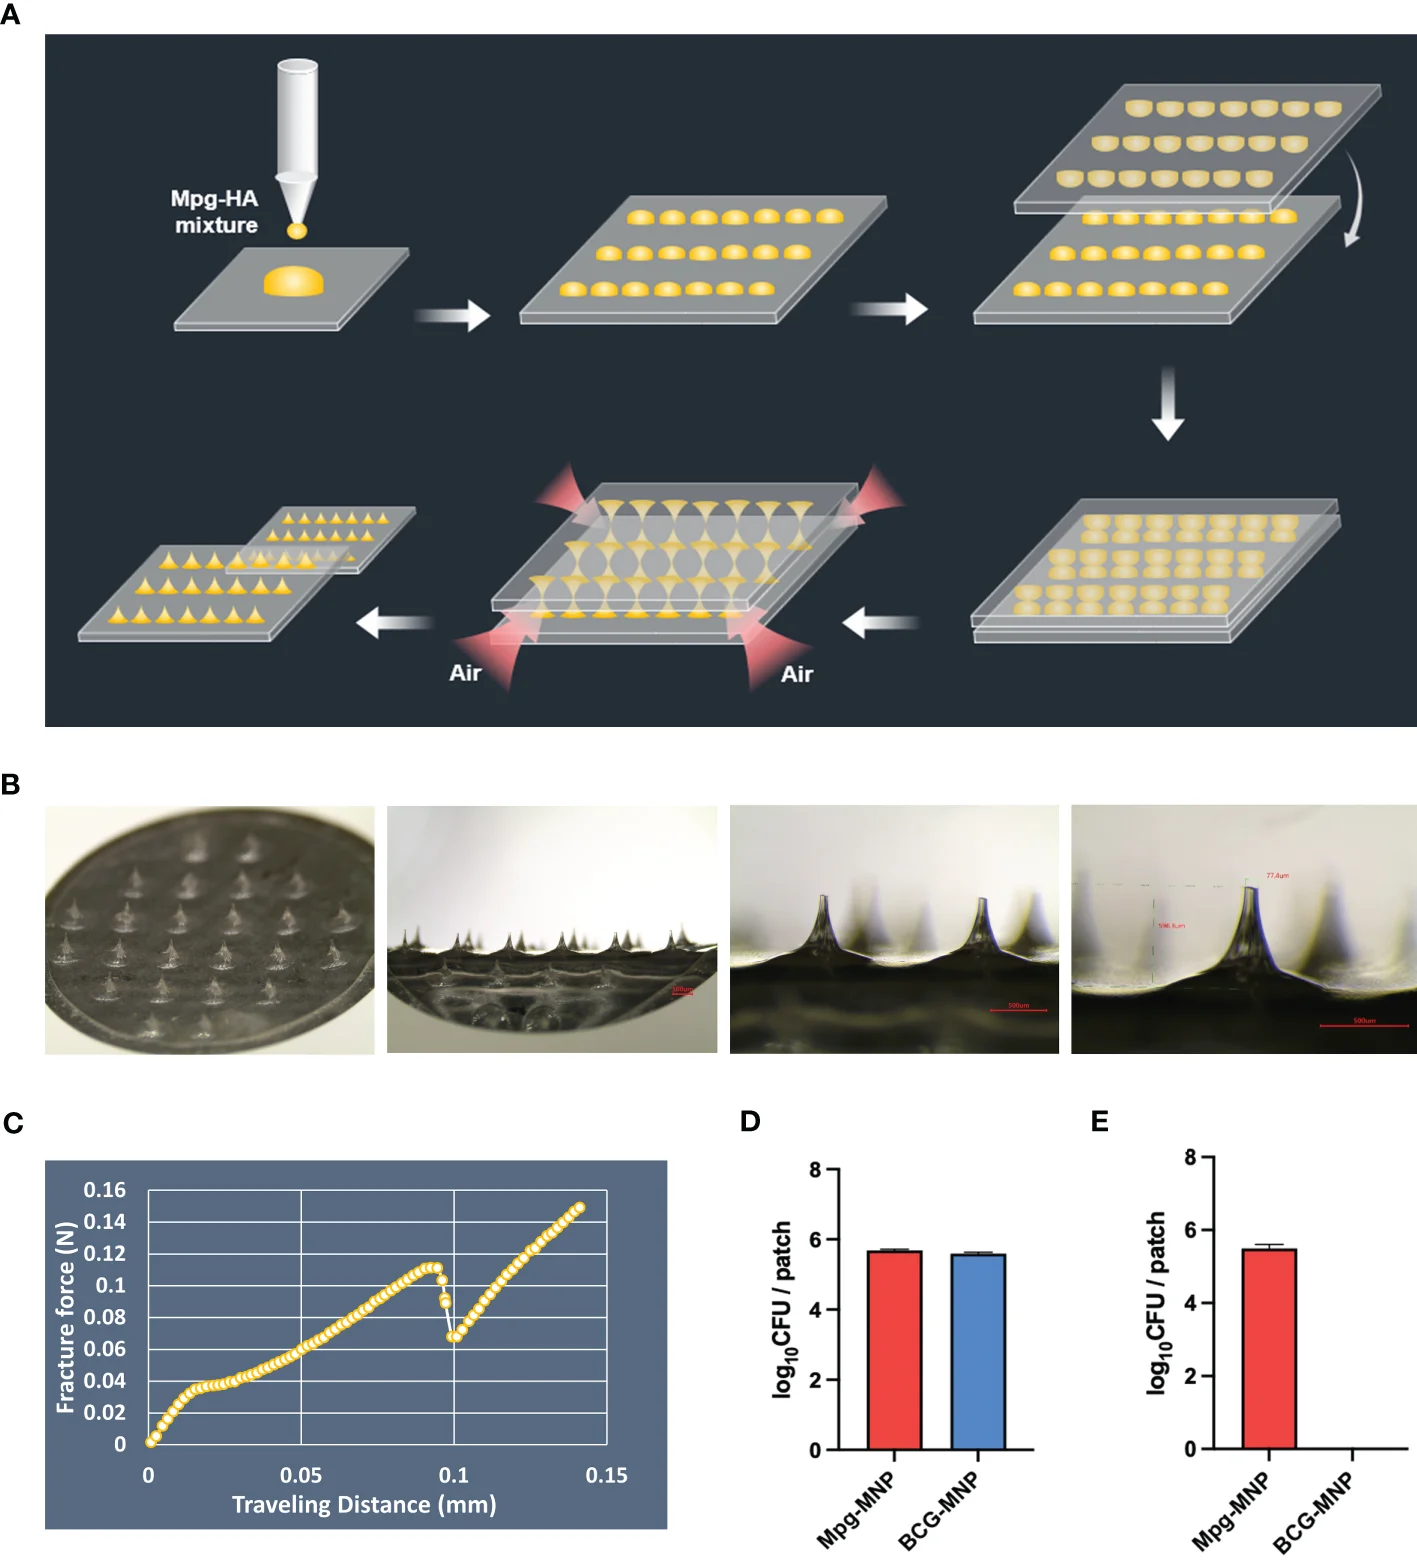 A
Mpg-HA
mixture
Air
Air
B
500um
500um
77.4um
500um
C
Fracture force (N)
0.16
0.14
0.12
0.1
0.08
0.06
0.04
0.02
0
0
0.05
0.1
0.15
Traveling Distance (mm)
D
log10CFU / patch
8
6
4
2
0
Mpg-MNP
BCG-MNP
E
log10CFU / patch
8
6
4
2
0
Mpg-MNP
BCG-MNP